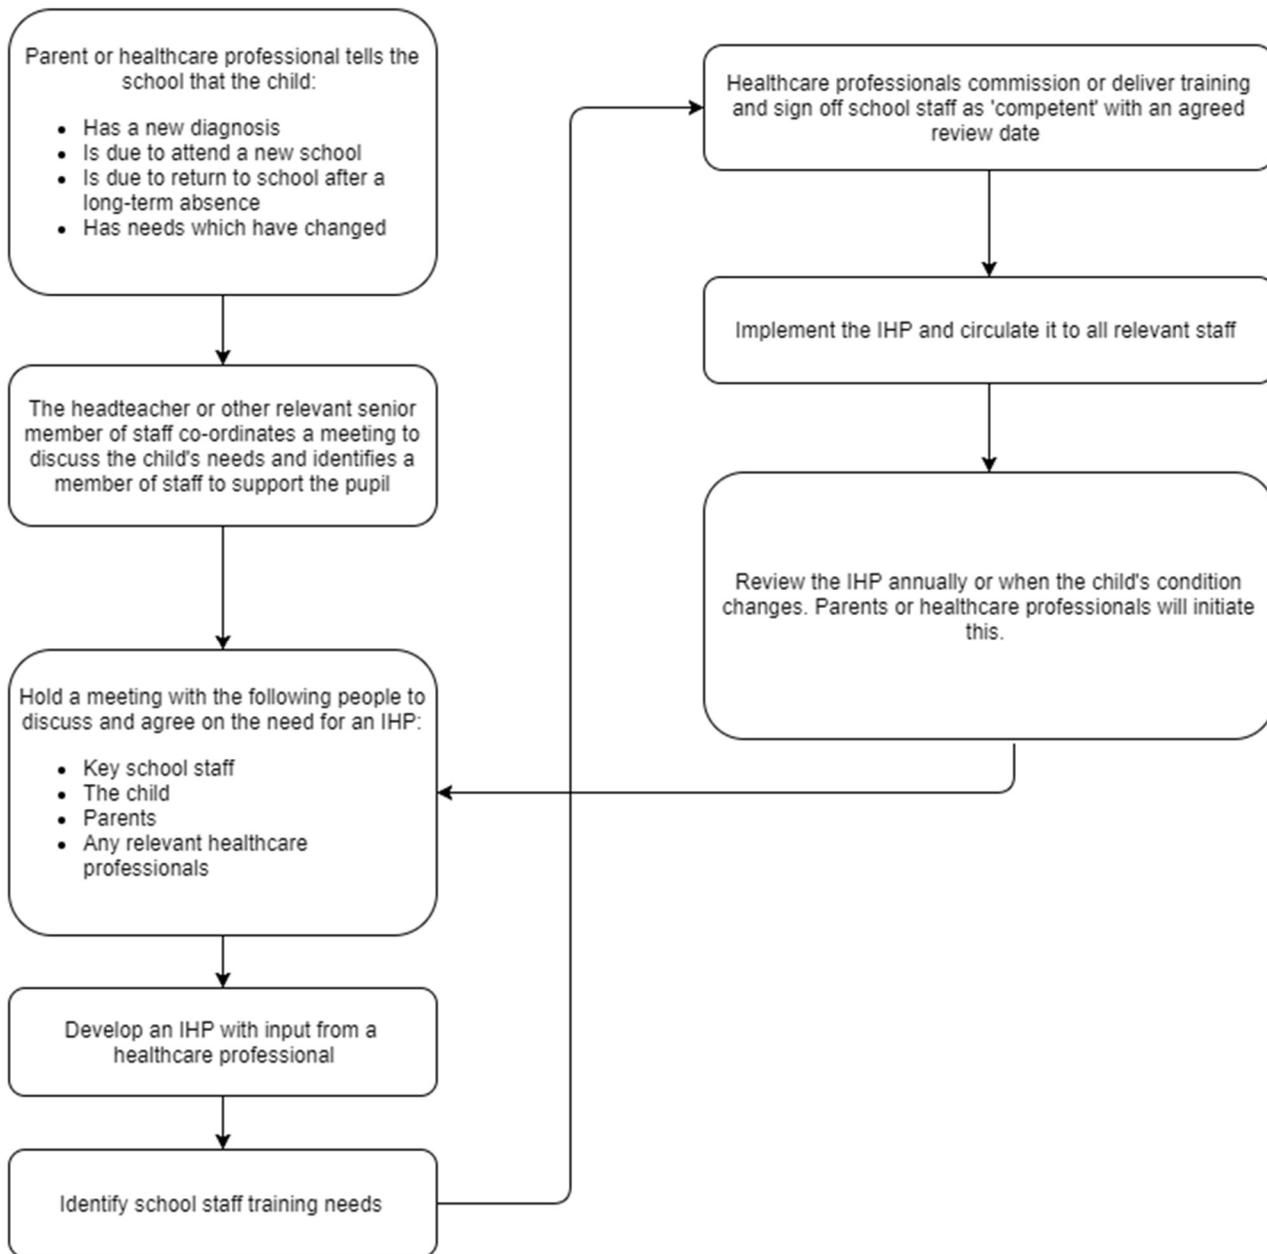 Parent or healthcare professional tells the
school that the child:
• Has a new diagnosis
• Is due to attend a new school
• Is due to return to school after a
long-term absence
• Has needs which have changed
The headteacher or other relevant senior
member of staff co-ordinates a meeting to
discuss the child's needs and identifies a
member of staff to support the pupil
Hold a meeting with the following people to
discuss and agree on the need for an IHP:
• Key school staff
• The child
• Parents
• Any relevant healthcare
professionals
Develop an IHP with input from a
healthcare professional
Identify school staff training needs
Healthcare professionals commission or deliver training
and sign off school staff as 'competent' with an agreed
review date
Implement the IHP and circulate it to all relevant staff
Review the IHP annually or when the child's condition
changes. Parents or healthcare professionals will initiate
this.